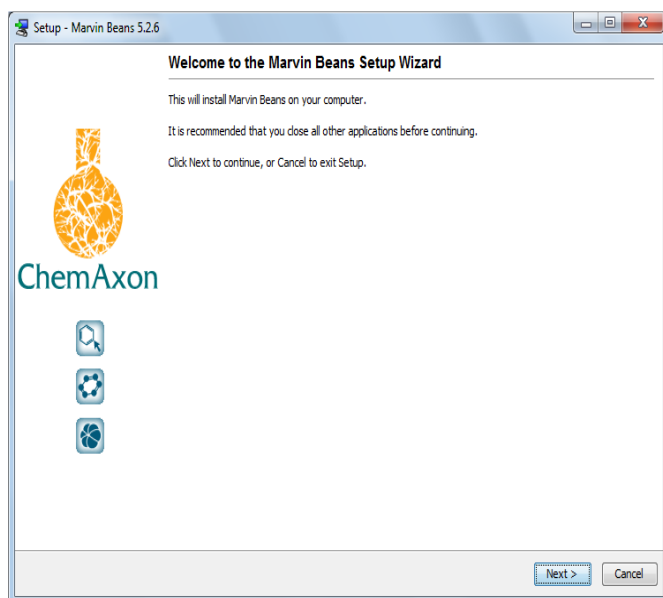 Setup - Marvin Beans 5.2.6
Welcome to the Marvin Beans Setup Wizard
This will install Marvin Beans on your computer.
It is recommended that you close all other applications before continuing.
Click Next to continue, or Cancel to exit Setup.
ChemAxon
Next >
Cancel